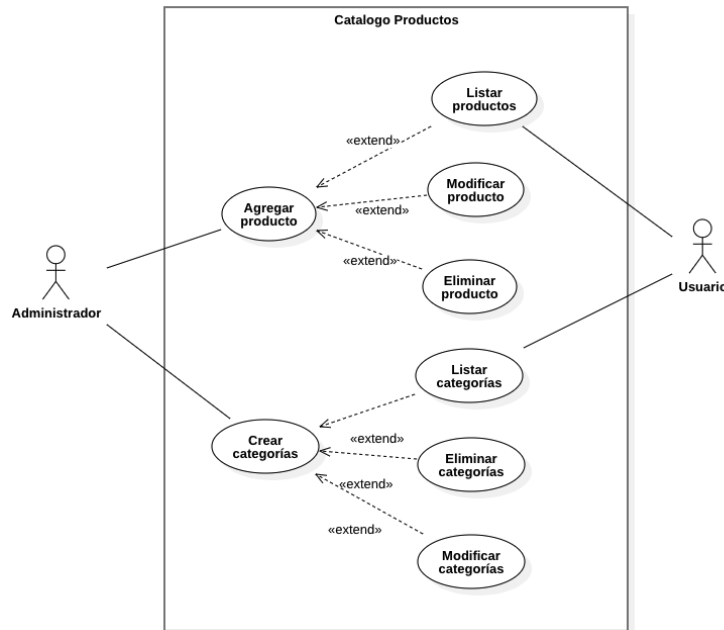 Catalogo Productos
Listar
productos
«extend»
Modificar
producto
Agregar
producto
«extend»
«extend»
Eliminar
producto
Administrador
Usuario
Listar
categorías
Crear
categorías
«extend»
Eliminar
categorías
«extend»
«extend»
Modificar
categorías